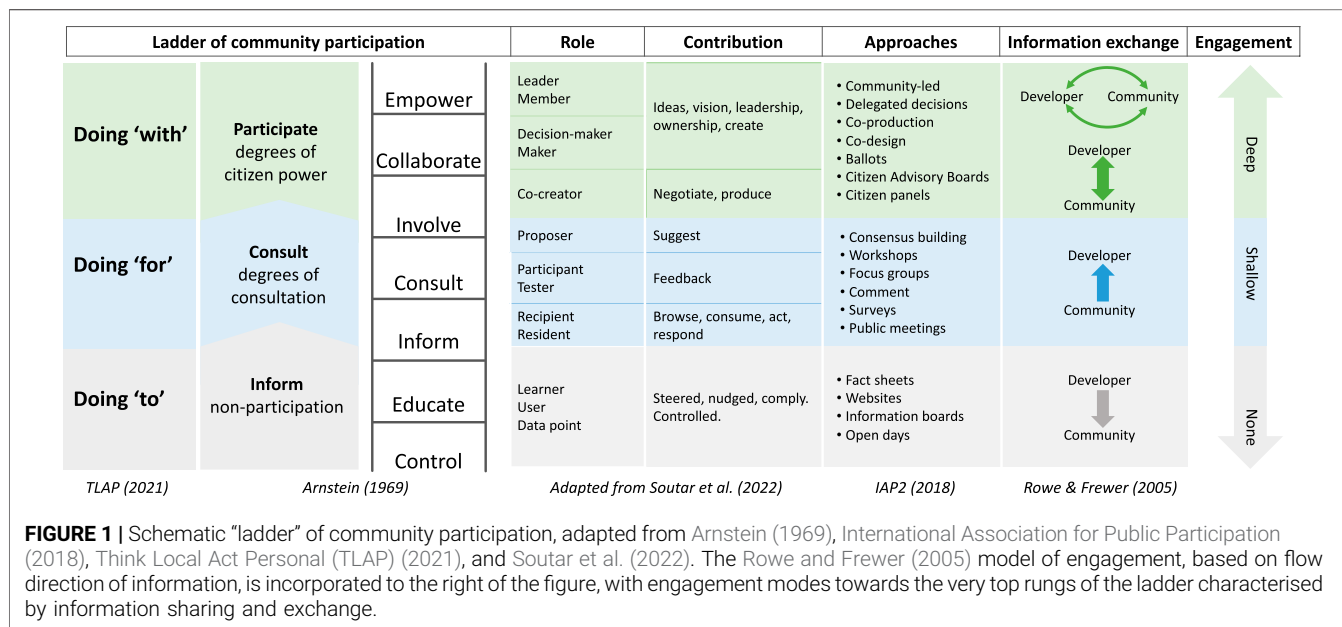 Ladder of community participation
Role
Contribution
Approaches
Information exchange
Engagement
Doing ‘with’
Participate
degrees of
citizen power
Empower
Collaborate
Involve
Leader
Member
Decision-maker
Maker
Co-creator
Ideas, vision, leadership,
ownership, create
Negotiate, produce
• Community-led
• Delegated decisions
• Co-production
• Co-design
• Ballots
• Citizen Advisory Boards
• Citizen panels
Developer
Community
Developer
Community
Deep
Doing ‘for’
Consult
degrees of
consultation
Consult
Inform
Proposer
Participant
Tester
Recipient
Resident
Suggest
Feedback
Browse, consume, act,
respond
• Consensus building
• Workshops
• Focus groups
• Comment
• Surveys
• Public meetings
Developer
Community
Shallow
Doing ‘to’
Inform
non-participation
Educate
Control
Learner
User
Data point
Steered, nudged, comply.
Controlled.
• Fact sheets
• Websites
• Information boards
• Open days
Developer
Community
None
TLAP (2021)
Arnstein (1969)
Adapted from Soutar et al. (2022)
IAP2 (2018)
Rowe & Frewer (2005)
FIGURE 1 | Schematic “ladder” of community participation, adapted from Arnstein (1969), International Association for Public Participation
(2018), Think Local Act Personal (TLAP) (2021), and Soutar et al. (2022). The Rowe and Frewer (2005) model of engagement, based on flow
direction of information, is incorporated to the right of the figure, with engagement modes towards the very top rungs of the ladder characterised
by information sharing and exchange.